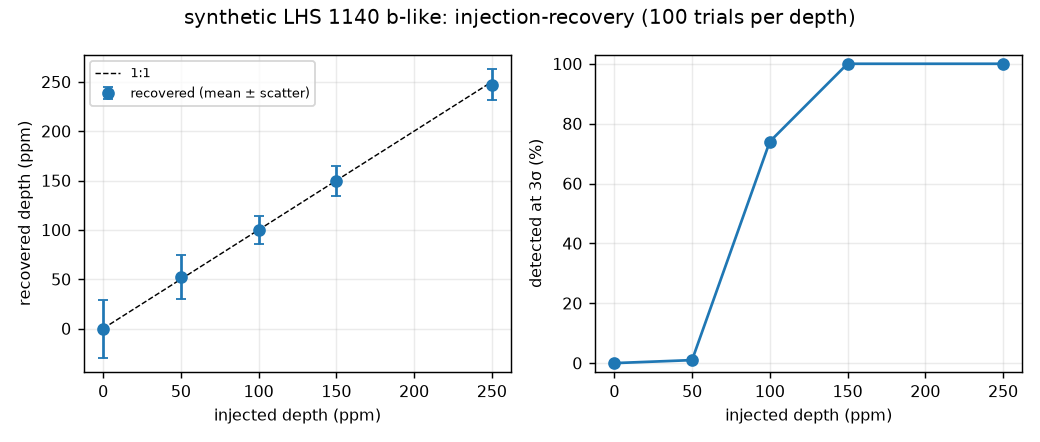 synthetic LHS 1140 b-like: injection-recovery (100 trials per depth)
1:1
recovered (mean ± scatter)
recovered depth (ppm)
250
200
150
100
50
0
0 50 100 150 200 250
injected depth (ppm)
detected at 3σ (%)
100
80
60
40
20
0
0 50 100 150 200 250
injected depth (ppm)